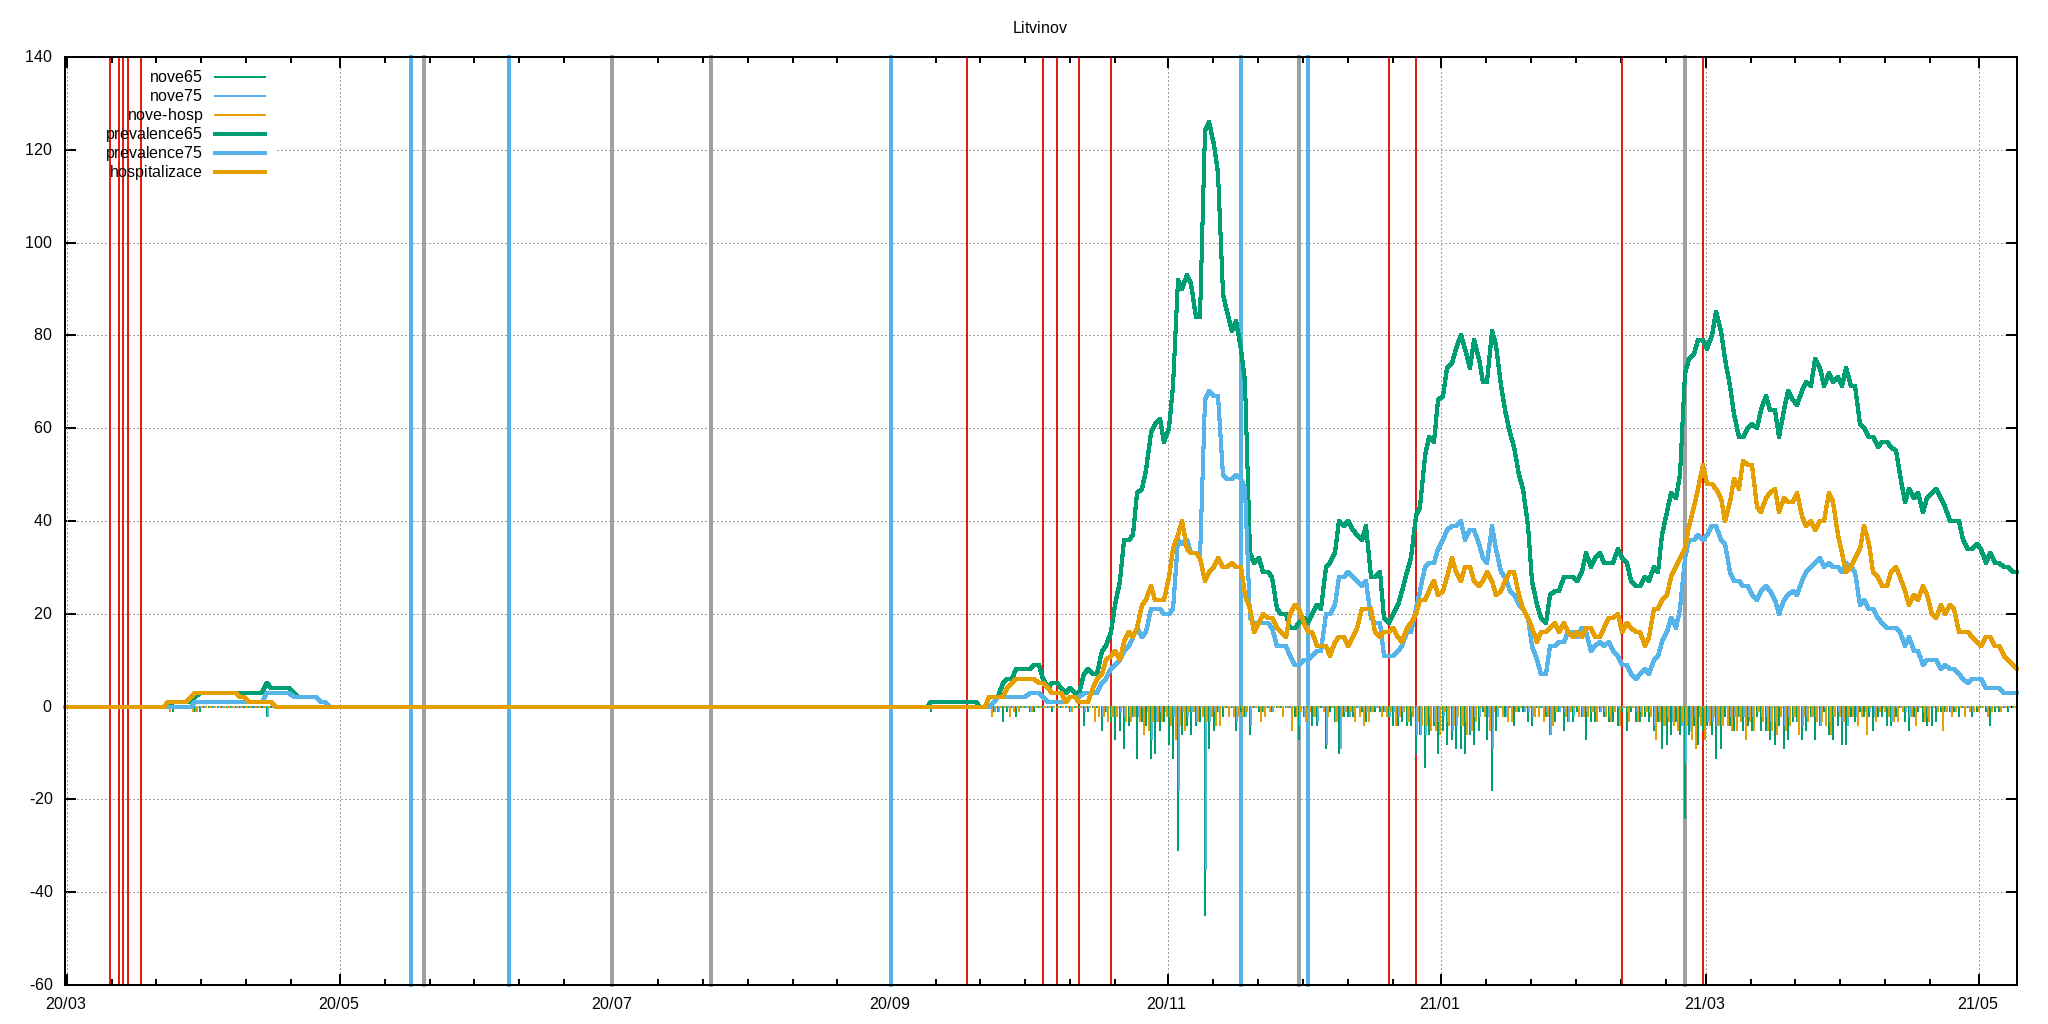 Litvinov
140
120
100
80
60
40
20
0
-20
-40
-60
nove65
nove75
nove-hosp
prevalence65
prevalence75
hospitalizace
20/03 20/05 20/07 20/09 20/11 21/01 21/03 21/05